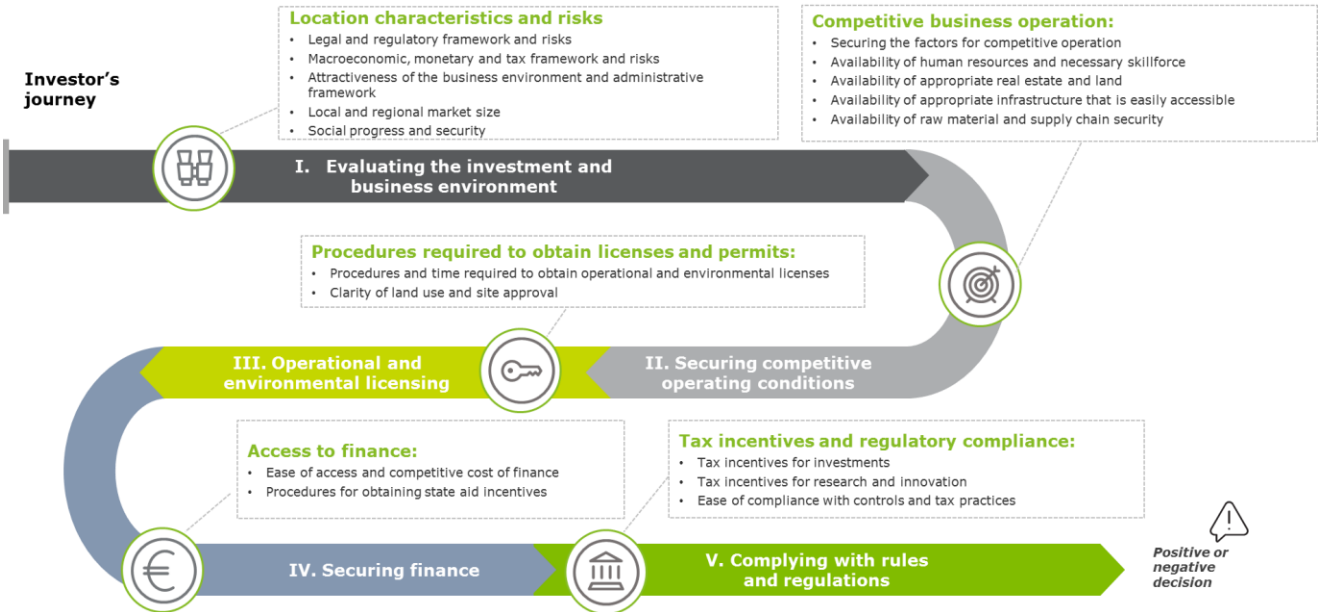 Investor's
journey
Location characteristics and risks
• Legal and regulatory framework and risks
• Macroeconomic, monetary and tax framework and risks
• Attractiveness of the business environment and administrative
framework
• Local and regional market size
• Social progress and security
Competitive business operation:
• Securing the factors for competitive operation
• Availability of human resources and necessary skillforce
• Availability of appropriate real estate and land
• Availability of appropriate infrastructure that is easily accessible
• Availability of raw material and supply chain security
I. Evaluating the investment and
business environment
Procedures required to obtain licenses and permits:
• Procedures and time required to obtain operational and environmental licenses
• Clarity of land use and site approval
II. Securing competitive
operating conditions
III. Operational and
environmental licensing
Access to finance:
• Ease of access and competitive cost of finance
• Procedures for obtaining state aid incentives
Tax incentives and regulatory compliance:
• Tax incentives for investments
• Tax incentives for research and innovation
• Ease of compliance with controls and tax practices
€
IV. Securing finance
V. Complying with rules
and regulations
!
Positive or
negative
decision